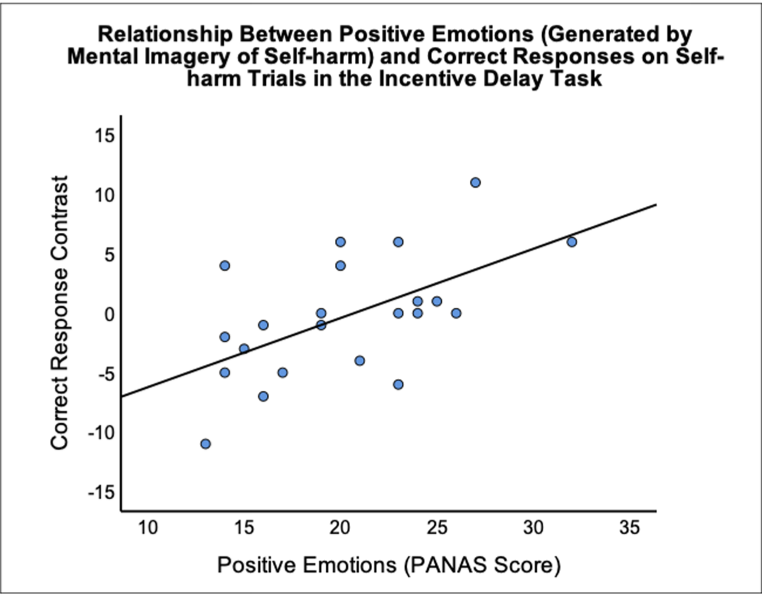 Relationship Between Positive Emotions (Generated by
Mental Imagery of Self-harm) and Correct Responses on Self-
harm Trials in the Incentive Delay Task
Correct Response Contrast
15
10
5
0
-5
-10
-15
10 15 20 25 30 35
Positive Emotions (PANAS Score)